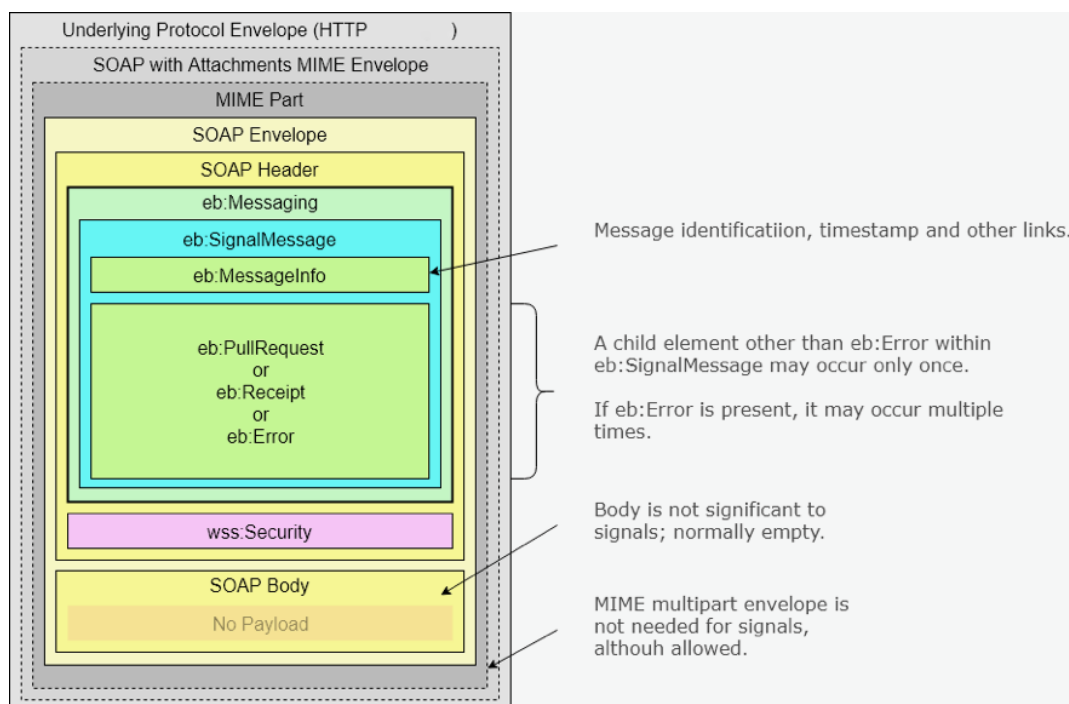 Underlying Protocol Envelope (HTTP )
SOAP with Attachments MIME Envelope
MIME Part
SOAP Envelope
SOAP Header
eb:Messaging
eb:SignalMessage
eb:MessageInfo
eb:PullRequest
or
eb:Receipt
or
eb:Error
wss:Security
SOAP Body
No Payload
Message identificatiion, timestamp and other links.
A child element other than eb:Error within
eb:SignalMessage may occur only once.
If eb:Error is present, it may occur multiple
times.
Body is not significant to
signals; normally empty.
MIME multipart envelope is
not needed for signals,
althouh allowed.